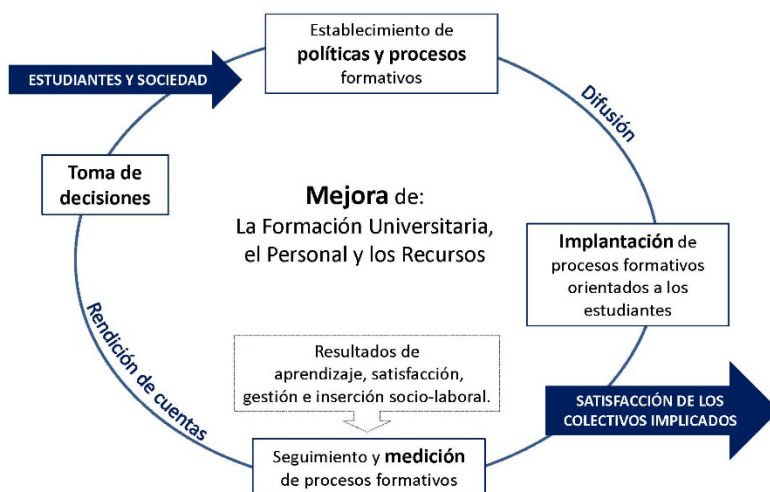 Establecimiento de
políticas y procesos
formativos
ESTUDIANTES Y SOCIEDAD
Difusión
Toma de
decisiones
Mejora de:
La Formación Universitaria,
el Personal y los Recursos
Implantación de
procesos formativos
orientados a los
estudiantes
Rendición de cuentas
Resultados de
aprendizaje, satisfacción,
gestión e inserción socio-laboral.
SATISFACCIÓN DE LOS
COLECTIVOS IMPLICADOS
Seguimiento y medición
de procesos formativos